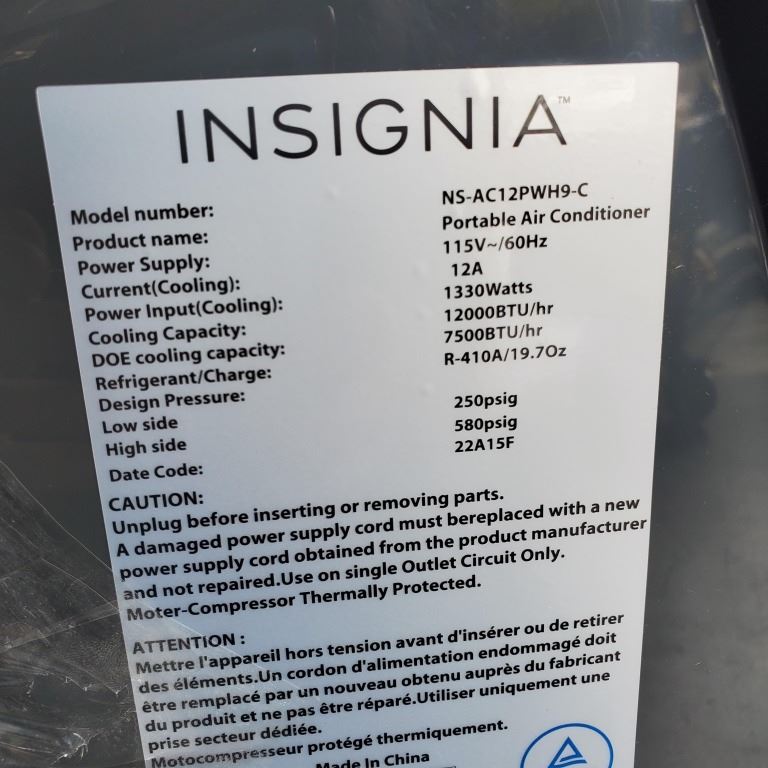 INSIGNIA™
Model number: NS-AC12PWH9-C
Product name: Portable Air Conditioner
Power Supply: 115V~/60Hz
Current(Cooling): 12A
Power Input(Cooling): 1330Watts
Cooling Capacity: 12000BTU/hr
DOE cooling capacity: 7500BTU/hr
Refrigerant/Charge: R-410A/19.7Oz
Design Pressure:
Low side 250psig
High side 580psig
Date Code: 22A15F
CAUTION:
Unplug before inserting or removing parts.
A damaged power supply cord must bereplaced with a new
power supply cord obtained from the product manufacturer
and not repaired.Use on single Outlet Circuit Only.
Moter-Compressor Thermally Protected.
ATTENTION :
Mettre l'appareil hors tension avant d'insérer ou de retirer
des éléments.Un cordon d'alimentation endommagé doit
être remplacé par un nouveau obtenu auprès du fabricant
du produit et ne pas être réparé.Utiliser uniquement une
prise secteur dédiée.
Motocompresseur protégé thermiquement.
Made In China